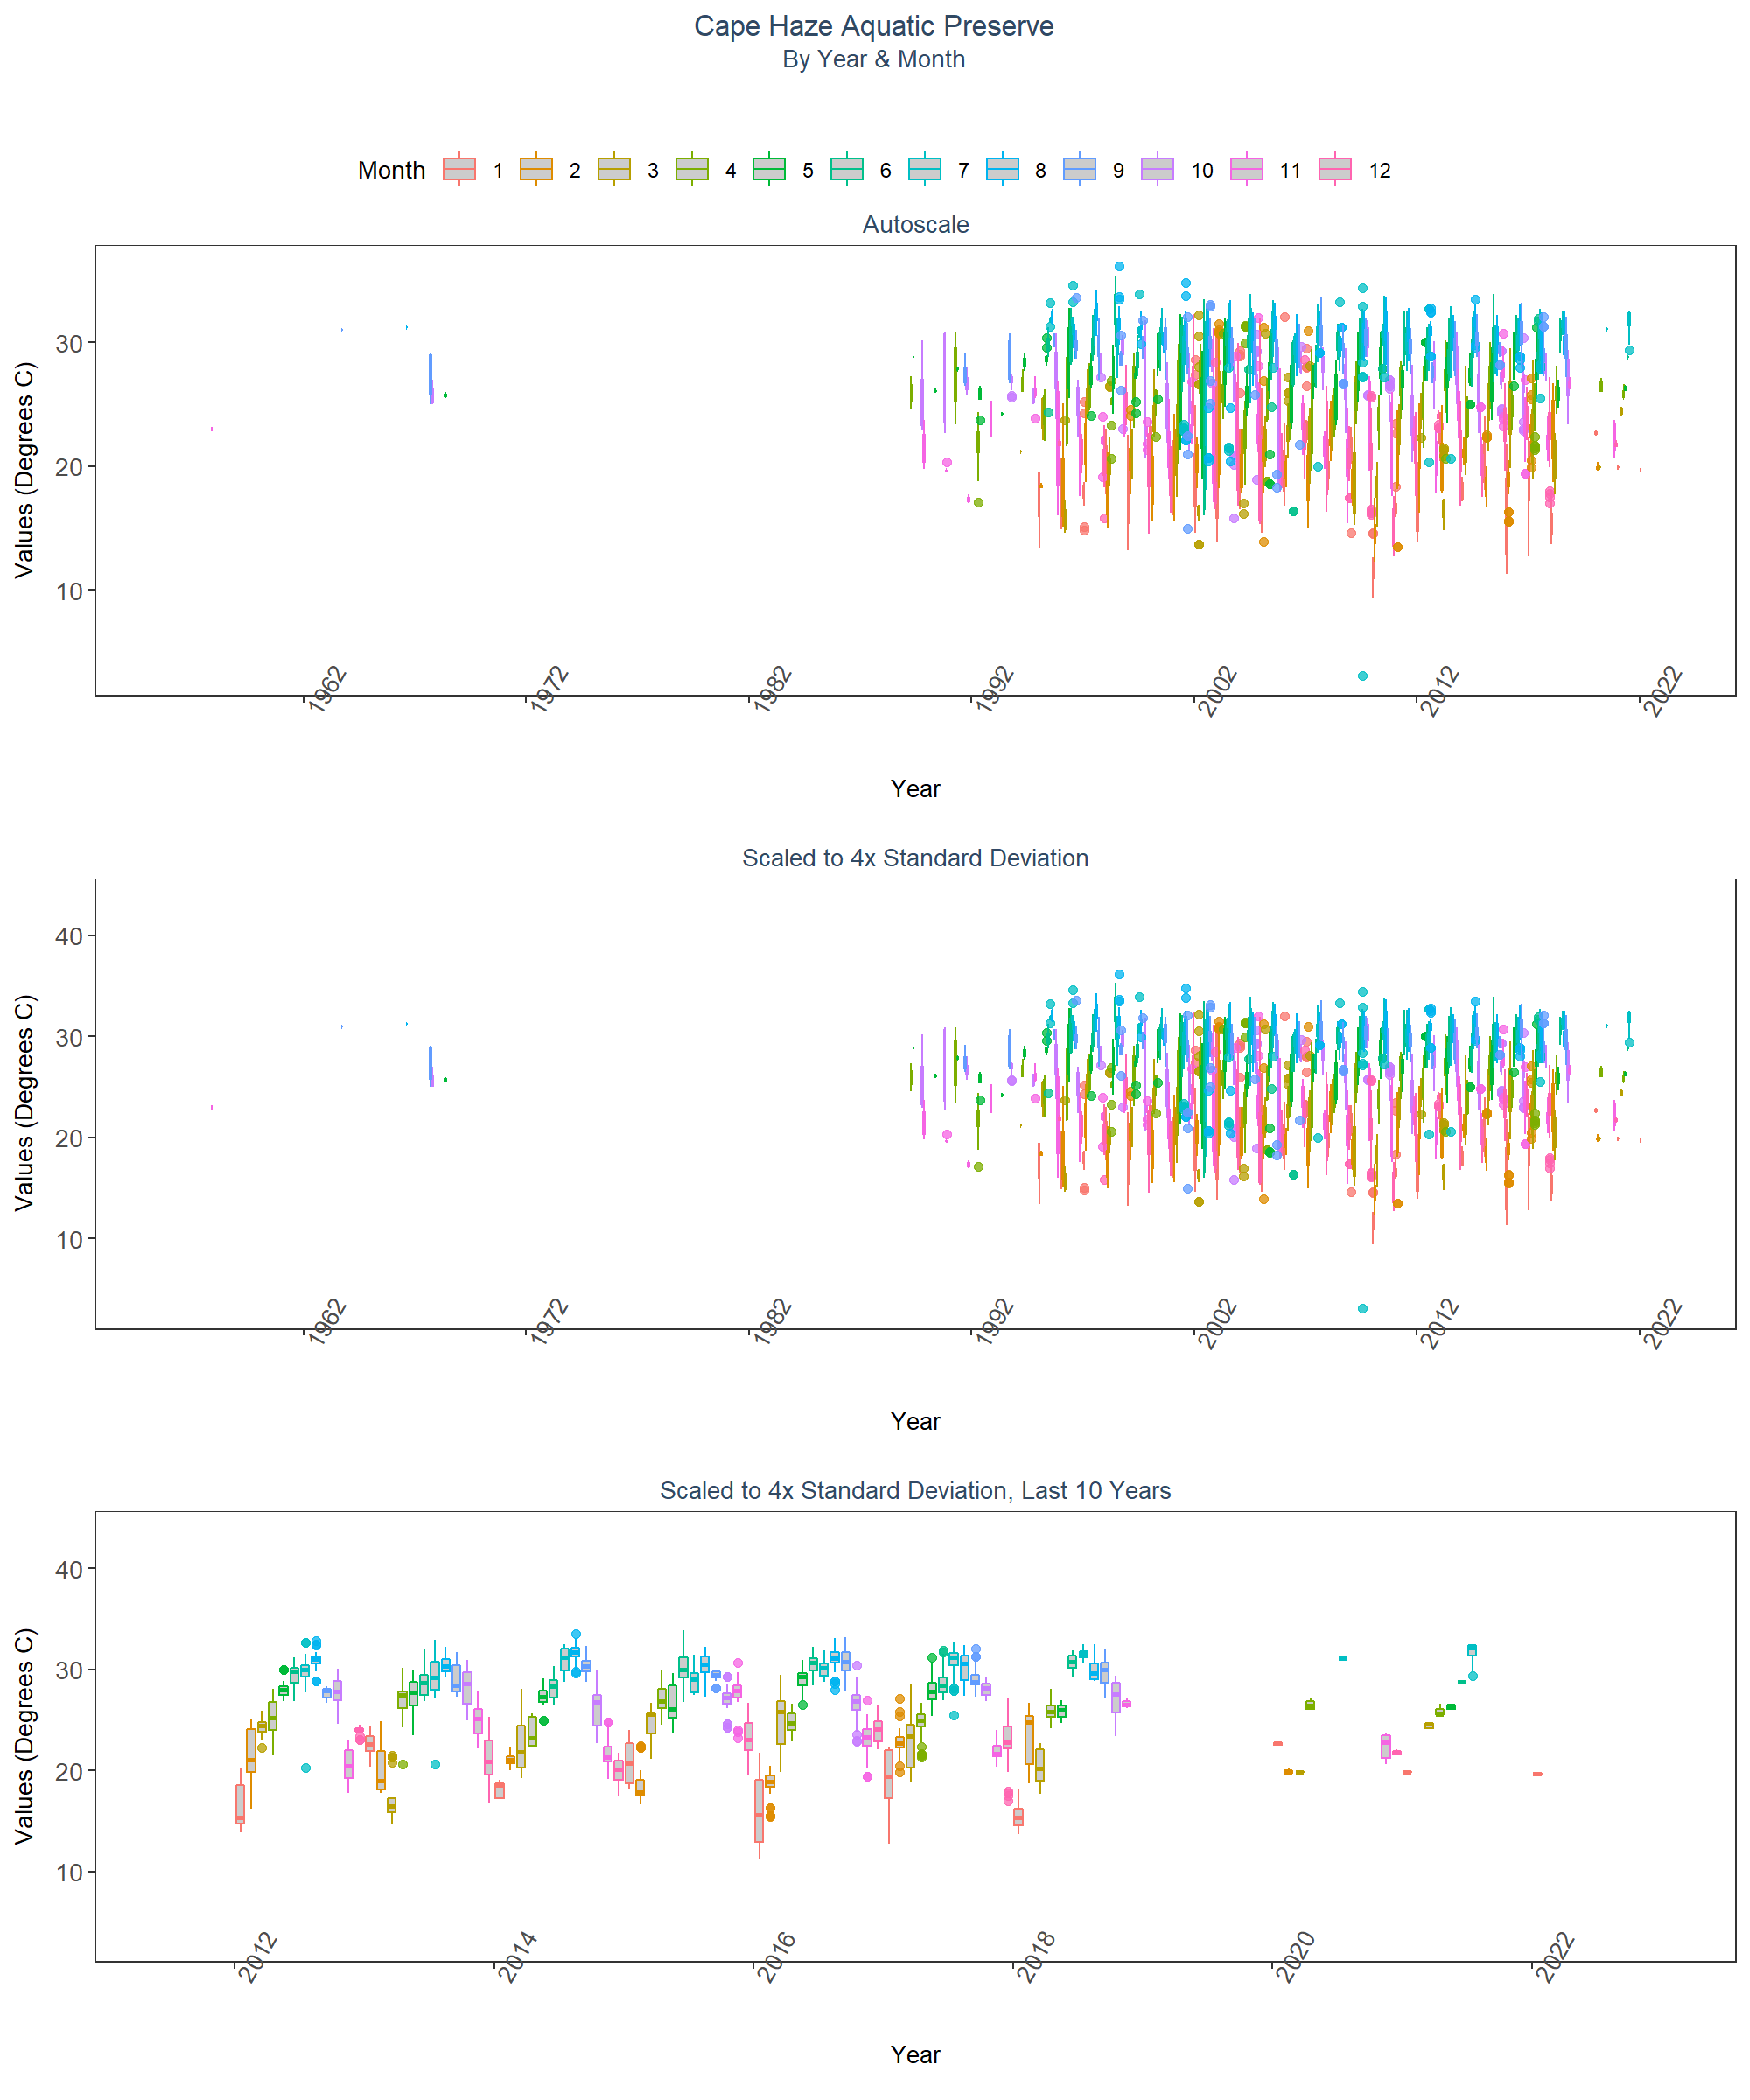 Cape Haze Aquatic Preserve
By Year & Month
Month 1 2 3 4 5 6 7 8 9 10 11 12
Autoscale
Values (Degrees C)
30
20
10
1962 1972 1982 1992 2002 2012 2022
Year
Scaled to 4x Standard Deviation
Values (Degrees C)
40
30
20
10
1962 1972 1982 1992 2002 2012 2022
Year
Scaled to 4x Standard Deviation, Last 10 Years
Values (Degrees C)
40
30
20
10
2012 2014 2016 2018 2020 2022
Year